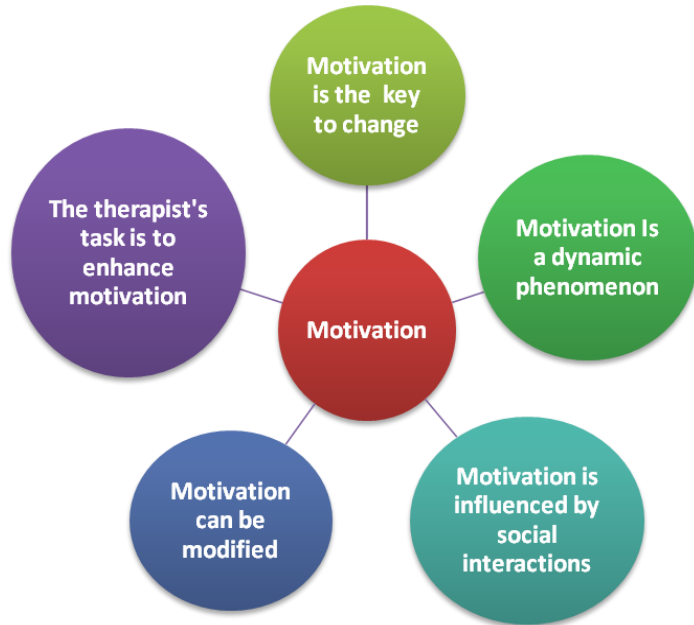 Motivation
is the key
to change
Motivation Is
a dynamic
phenomenon
Motivation is
influenced by
social
interactions
Motivation
can be
modified
The therapist's
task is to
enhance
motivation
Motivation